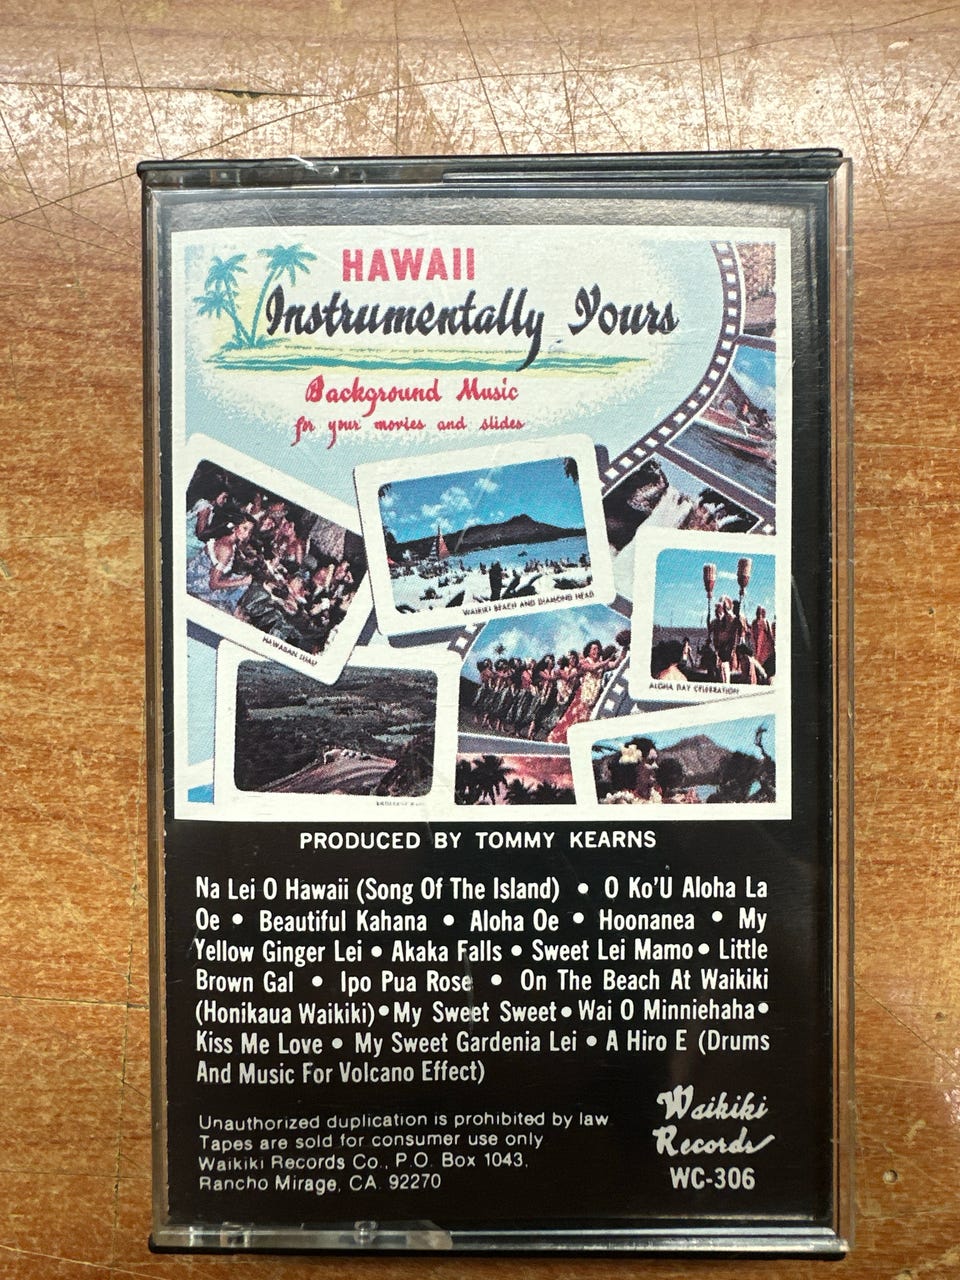 HAWAII
Instrumentally Yours
Background Music
for your movies and slides
WAIKIKI BEACH AND DIAMOND HEAD
HAWAIIAN LUAU
ALOHA DAY CELEBRATION
PRODUCED BY TOMMY KEARNS
Na Lei O Hawaii (Song Of The Island) • O Ko'U Aloha La
Oe • Beautiful Kahana • Aloha Oe • Hoonanea • My
Yellow Ginger Lei • Akaka Falls • Sweet Lei Mamo • Little
Brown Gal • Ipo Pua Rose • On The Beach At Waikiki
(Honikaua Waikiki) • My Sweet Sweet • Wai O Minniehaha •
Kiss Me Love • My Sweet Gardenia Lei • A Hiro E (Drums
And Music For Volcano Effect)
Unauthorized duplication is prohibited by law
Tapes are sold for consumer use only
Waikiki Records Co., P.O. Box 1043,
Rancho Mirage, CA. 92270
Waikiki
Records
WC-306